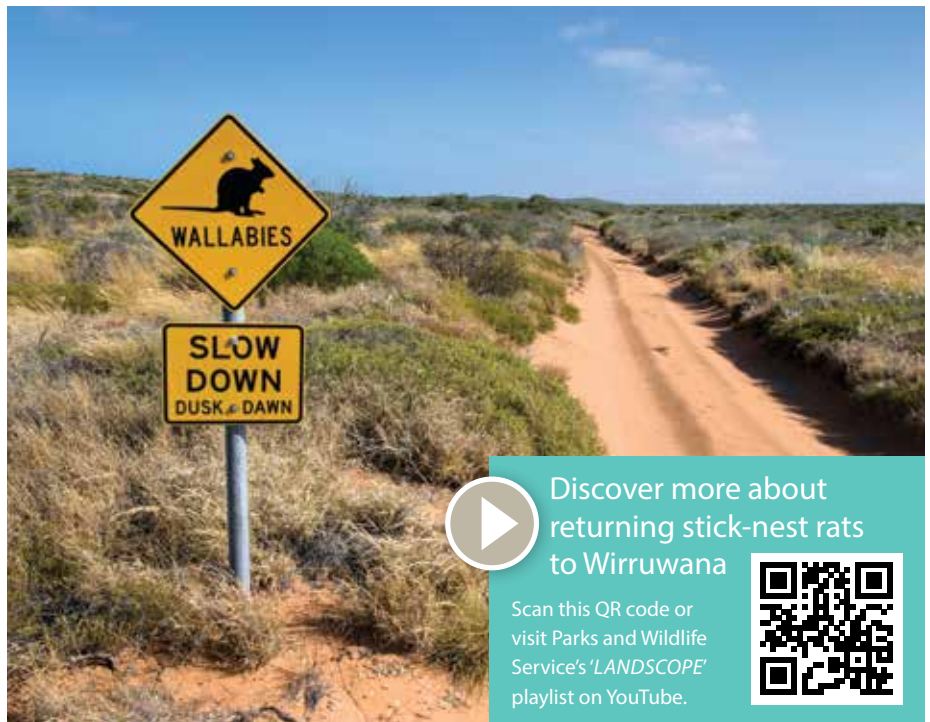 WALLABIES
SLOW
DOWN
DUSK DAWN
Discover more about
returning stick-nest rats
to Wirruwana
Scan this QR code or
visit Parks and Wildlife
Service's 'LANDSCOPE'
playlist on YouTube.